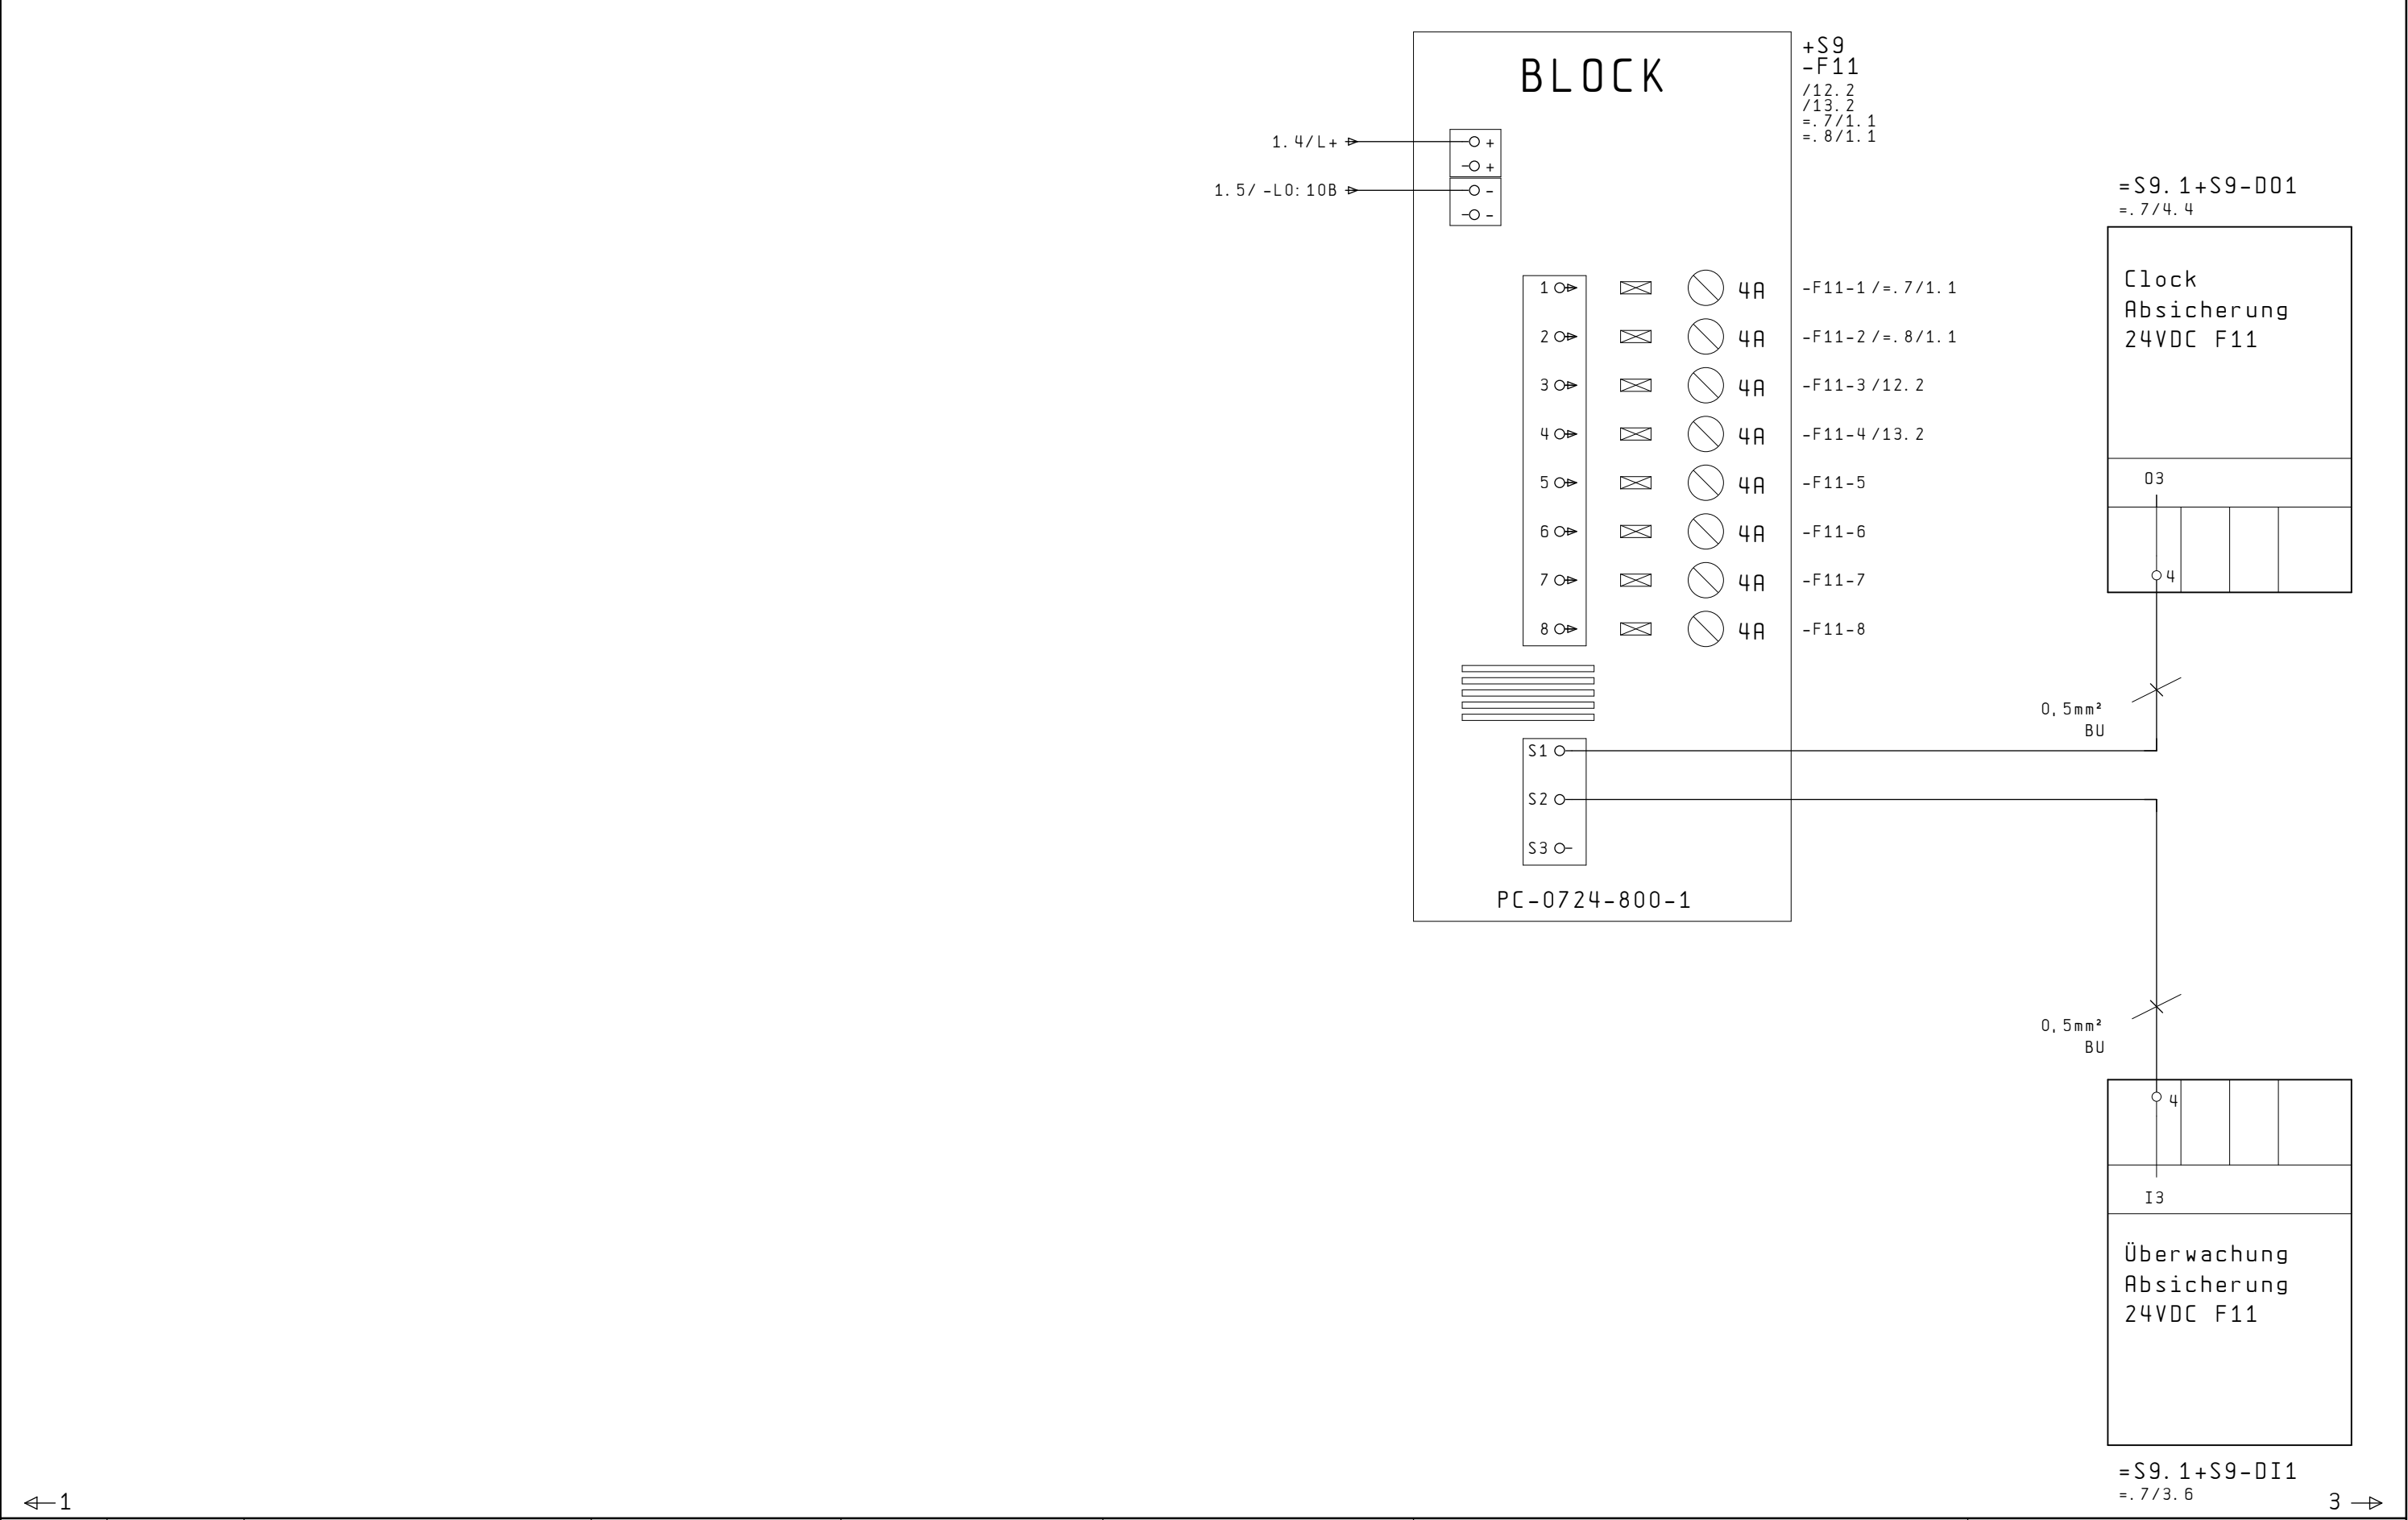 BLOCK
+S9
-F11
/12.2
/13.2
=.7/1.1
=.8/1.1
1.4/L+
+
+
1.5/-L0:10B
-
-
1 4A -F11-1 /=.7/1.1
2 4A -F11-2 /=.8/1.1
3 4A -F11-3 /12.2
4 4A -F11-4 /13.2
5 4A -F11-5
6 4A -F11-6
7 4A -F11-7
8 4A -F11-8
S1
S2
S3
PC-0724-800-1
=S9.1+S9-DO1
=.7/4.4
Clock
Absicherung
24VDC F11
O3
4
0,5mm²
BU
0,5mm²
BU
4
I3
Überwachung
Absicherung
24VDC F11
=S9.1+S9-DI1
=.7/3.6
1
3